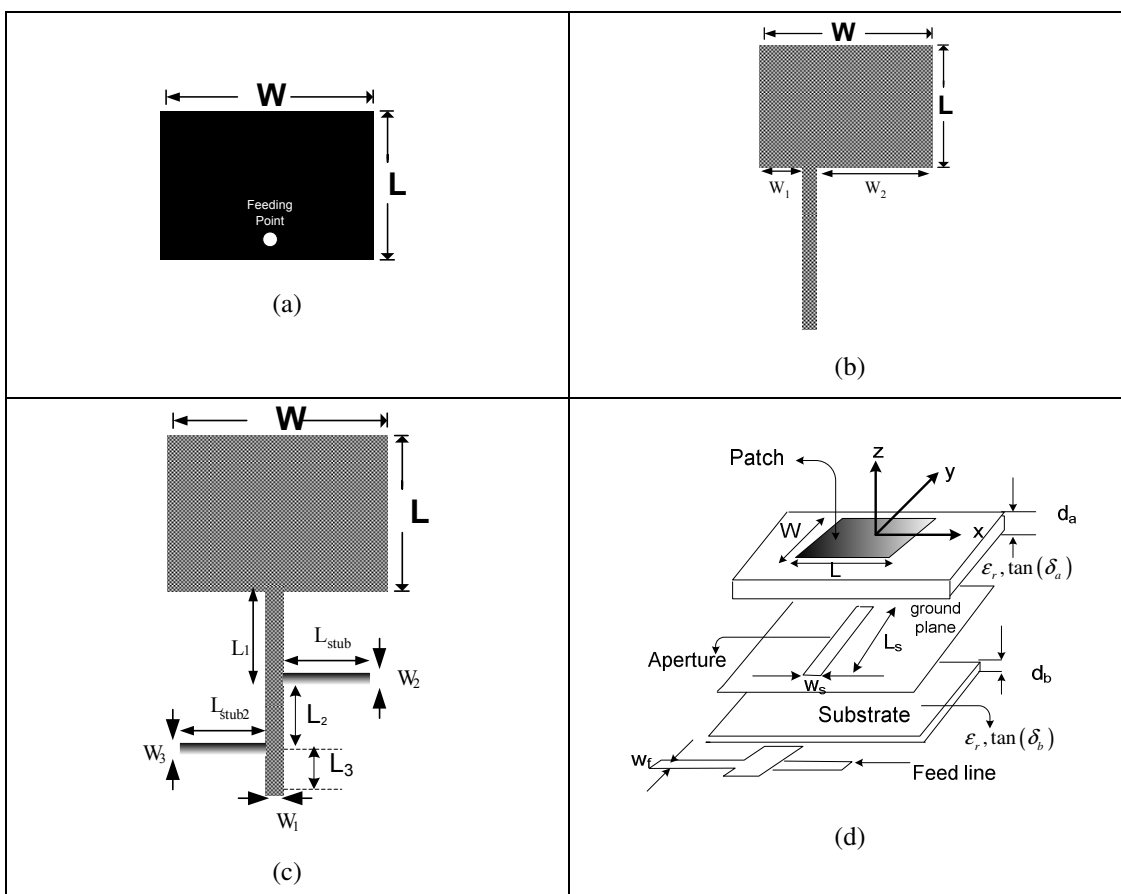 W
L
Feeding
Point
(a)
W
L
W1
W2
(b)
W
L
L1
Lstub
W2
Lstub2
L2
W3
L3
W1
(c)
z
Patch
y
da
W
x
L
εr, tan(δa)
ground
plane
Ls
Aperture
db
ws
Substrate
εr, tan(δb)
wf
Feed line
(d)